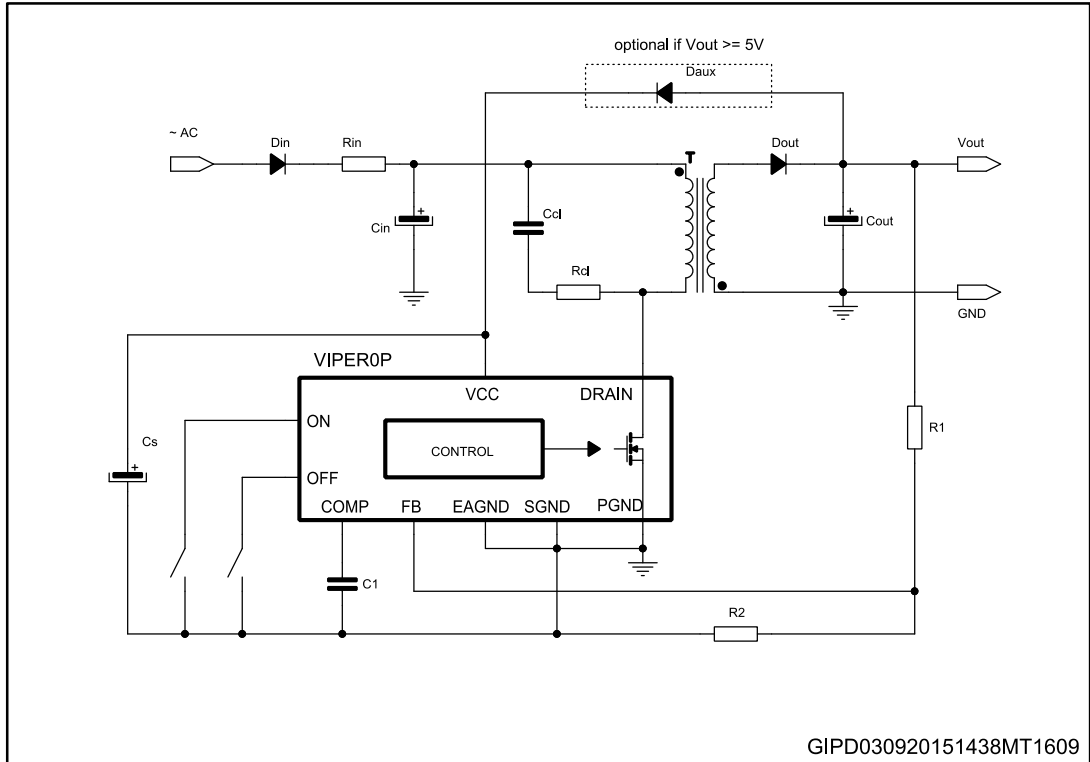 optional if Vout >= 5V
Daux
~ AC
Din
Rin
T
Dout
Vout
Cin
Ccl
Cout
Rcl
GND
VIPER0P
VCC
DRAIN
ON
R1
Cs
CONTROL
OFF
COMP
FB
EAGND
SGND
PGND
C1
R2
GIPD030920151438MT1609